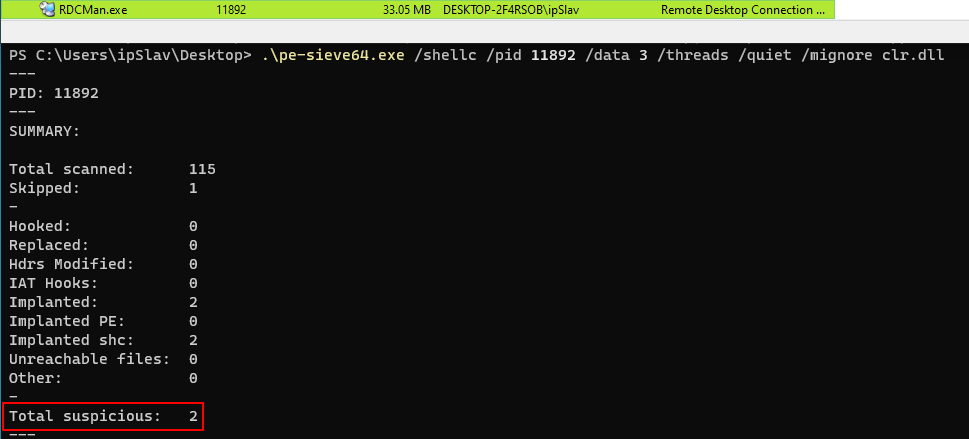 RDCMan.exe 11892 33.05 MB DESKTOP-2F4RSOB\ipSlav Remote Desktop Connection ...
PS C:\Users\ipSlav\Desktop> .\pe-sieve64.exe /shellc /pid 11892 /data 3 /threads /quiet /mignore clr.dll
---
PID: 11892
---
SUMMARY:
Total scanned: 115
Skipped: 1
-
Hooked: 0
Replaced: 0
Hdrs Modified: 0
IAT Hooks: 0
Implanted: 2
Implanted PE: 0
Implanted shc: 2
Unreachable files: 0
Other: 0
-
Total suspicious: 2
---